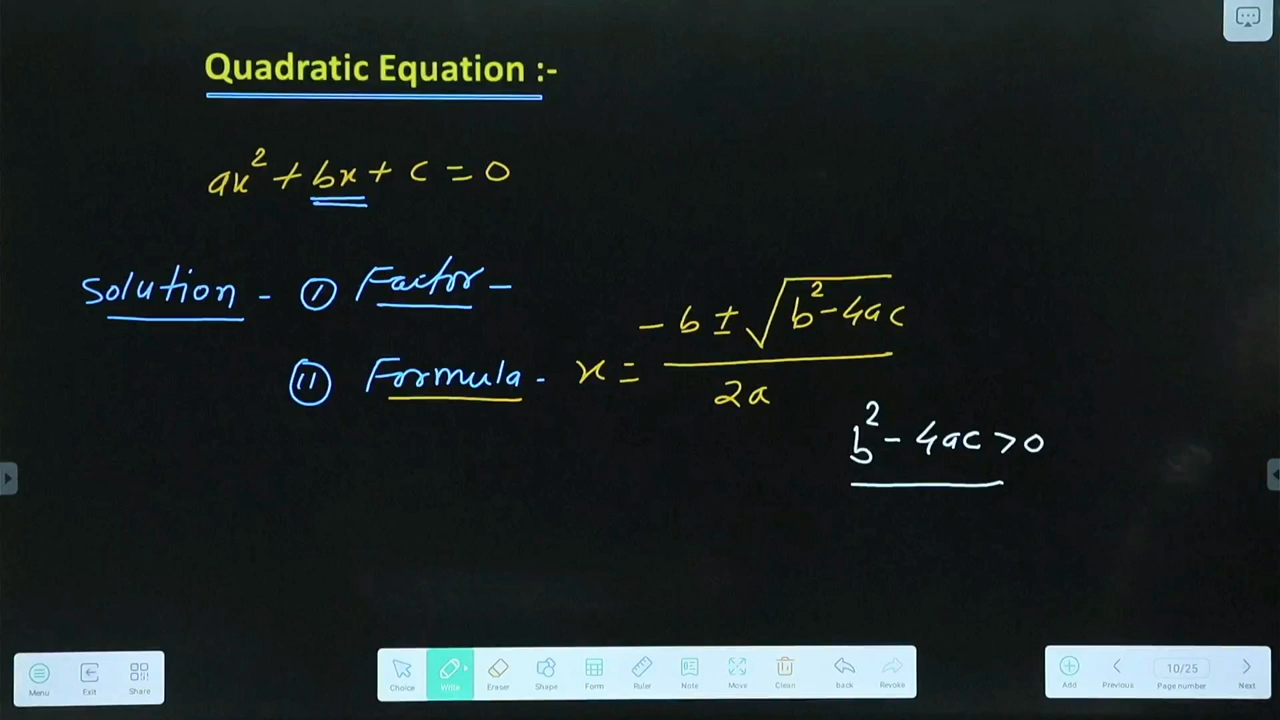 Quadratic Equation :-
ax² + bx + c = 0
Solution - (I) Factor -
(II) Formula - x = (-b ± √(b² - 4ac)) / 2a
b² - 4ac > 0
Menu Exit Share
Choice Write Eraser Shape Form Ruler Note Move Clean back Revoke
Add Previous 10/25 Page number Next